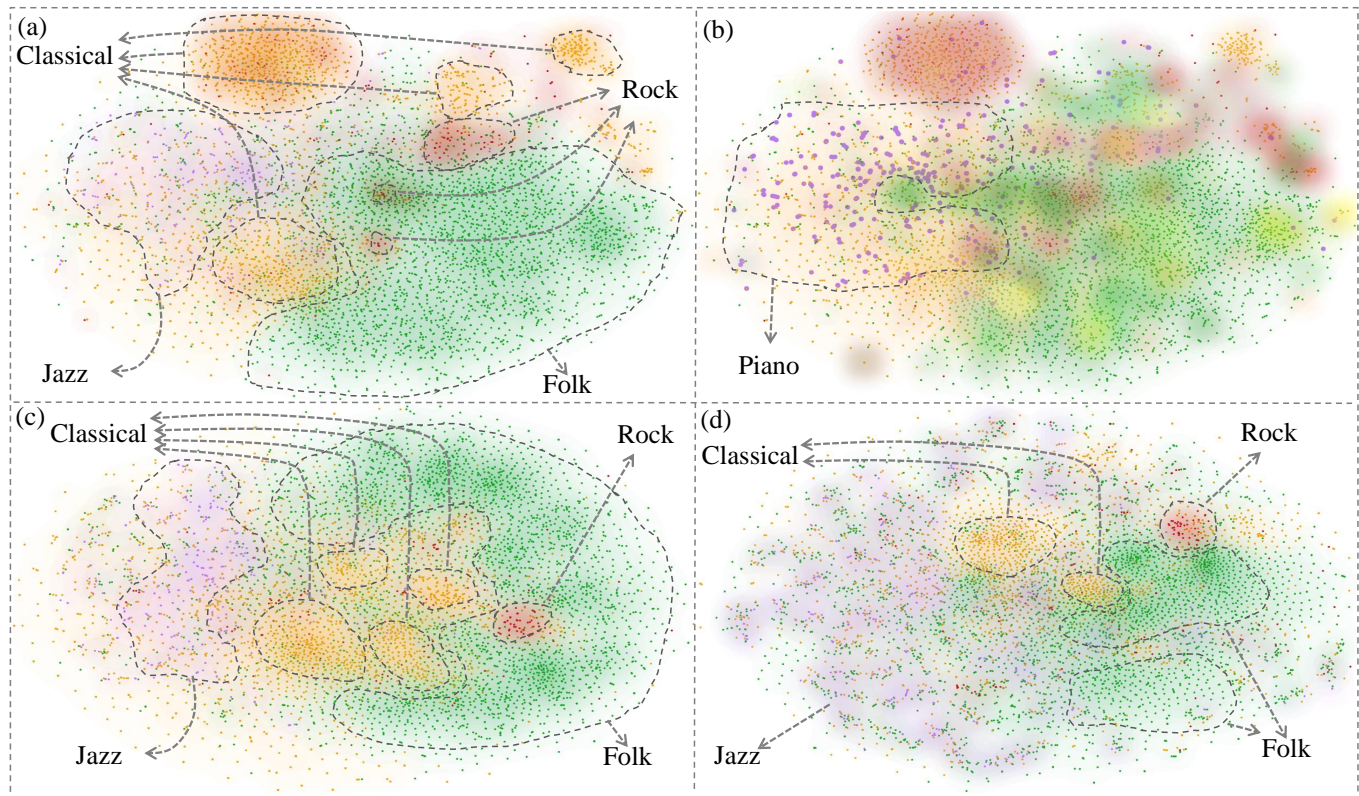 (a)
Classical
Rock
Jazz
Folk
(b)
Piano
(c)
Classical
Rock
Jazz
Folk
(d)
Classical
Rock
Jazz
Folk